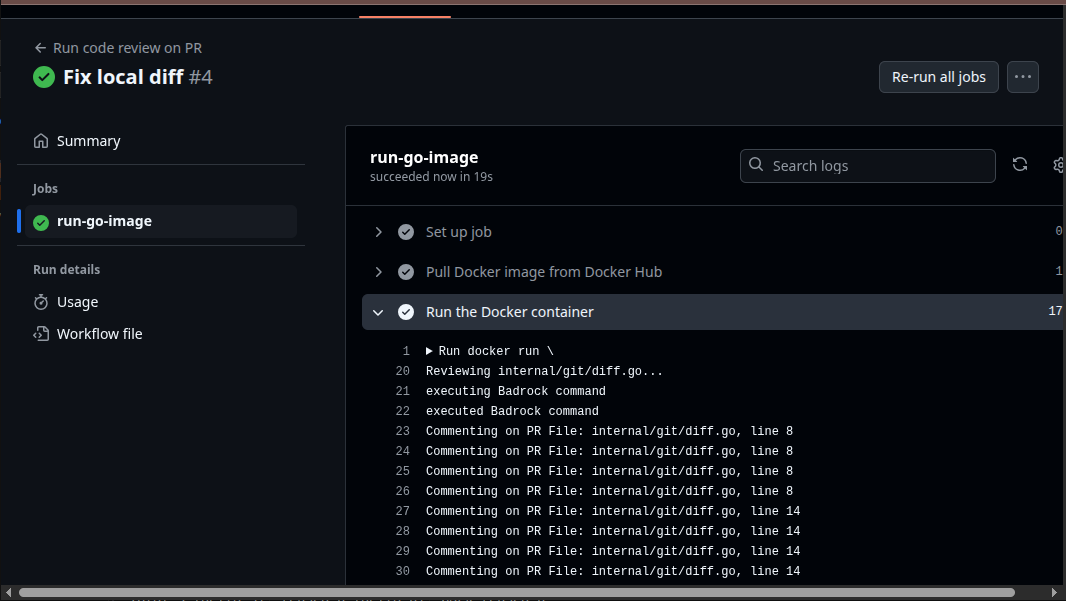 Run code review on PR
Fix local diff #4
Re-run all jobs
Summary
Jobs
run-go-image
Run details
Usage
Workflow file
run-go-image
succeeded now in 19s
Search logs
Set up job 0
Pull Docker image from Docker Hub 1
Run the Docker container 17
1 Run docker run \
20 Reviewing internal/git/diff.go...
21 executing Badrock command
22 executed Badrock command
23 Commenting on PR File: internal/git/diff.go, line 8
24 Commenting on PR File: internal/git/diff.go, line 8
25 Commenting on PR File: internal/git/diff.go, line 8
26 Commenting on PR File: internal/git/diff.go, line 8
27 Commenting on PR File: internal/git/diff.go, line 14
28 Commenting on PR File: internal/git/diff.go, line 14
29 Commenting on PR File: internal/git/diff.go, line 14
30 Commenting on PR File: internal/git/diff.go, line 14